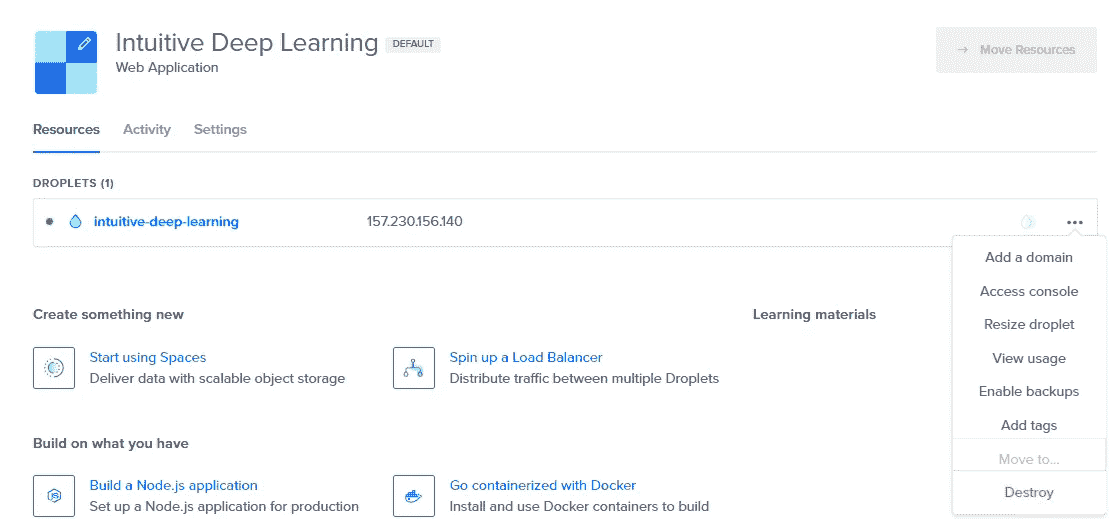 Intuitive Deep Learning DEFAULT
Web Application
→ Move Resources
Resources Activity Settings
DROPLETS (1)
intuitive-deep-learning 157.230.156.140
Add a domain
Access console
Resize droplet
View usage
Enable backups
Add tags
Move to...
Destroy
Create something new
Start using Spaces
Deliver data with scalable object storage
Spin up a Load Balancer
Distribute traffic between multiple Droplets
Learning materials
Build on what you have
Build a Node.js application
Set up a Node.js application for production
Go containerized with Docker
Install and use Docker containers to build